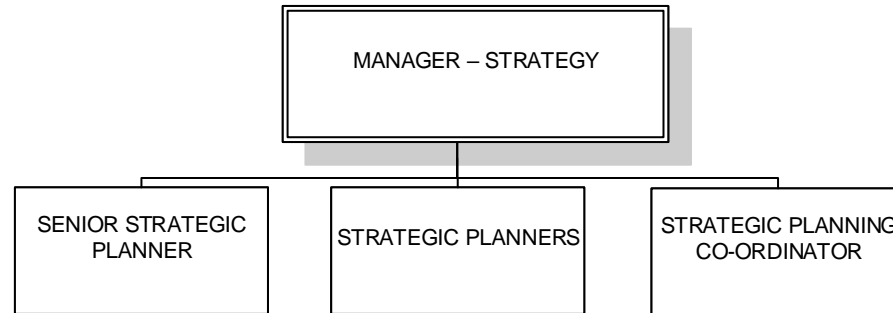 MANAGER – STRATEGY
SENIOR STRATEGIC
PLANNER
STRATEGIC PLANNERS
STRATEGIC PLANNING
CO-ORDINATOR